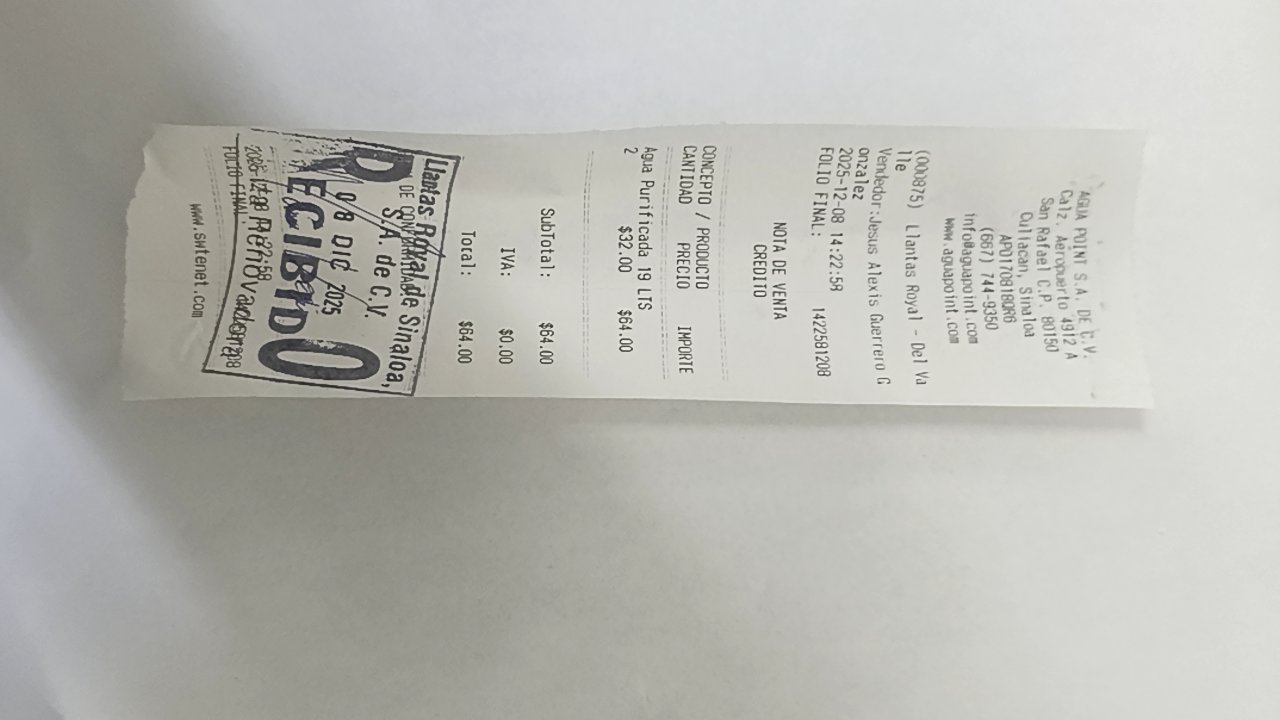 AGUA POINT S.A. DE C.V.
Calz. Aeropuerto 4912 A
San Rafael C.P. 80150
Culiacan, Sinaloa
APO170818QR6
(667) 744-9350
info@aguapoint.com
www.aguapoint.com
(000875) Llantas Royal - Del Va
lle
Vendedor:Jesus Alexis Guerrero G
onzalez
2025-12-08 14:22:58
FOLIO FINAL: 1422581208
NOTA DE VENTA
CREDITO
CONCEPTO / PRODUCTO
CANTIDAD PRECIO IMPORTE
Agua Purificada 19 LTS
2 $32.00 $64.00
SubTotal: $64.00
IVA: $0.00
Total: $64.00
Llantas Royal de Sinaloa,
S.A. de C.V.
08 DIC 2025
RECIBIDO
Renovadora
FOLIO FINAL
www.swtenet.com